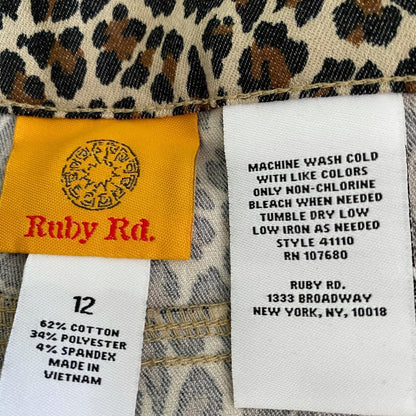 Ruby Rd.
12
62% COTTON
34% POLYESTER
4% SPANDEX
MADE IN
VIETNAM
MACHINE WASH COLD
WITH LIKE COLORS
ONLY NON-CHLORINE
BLEACH WHEN NEEDED
TUMBLE DRY LOW
LOW IRON AS NEEDED
STYLE 41110
RN 107680
RUBY RD.
1333 BROADWAY
NEW YORK, NY, 10018